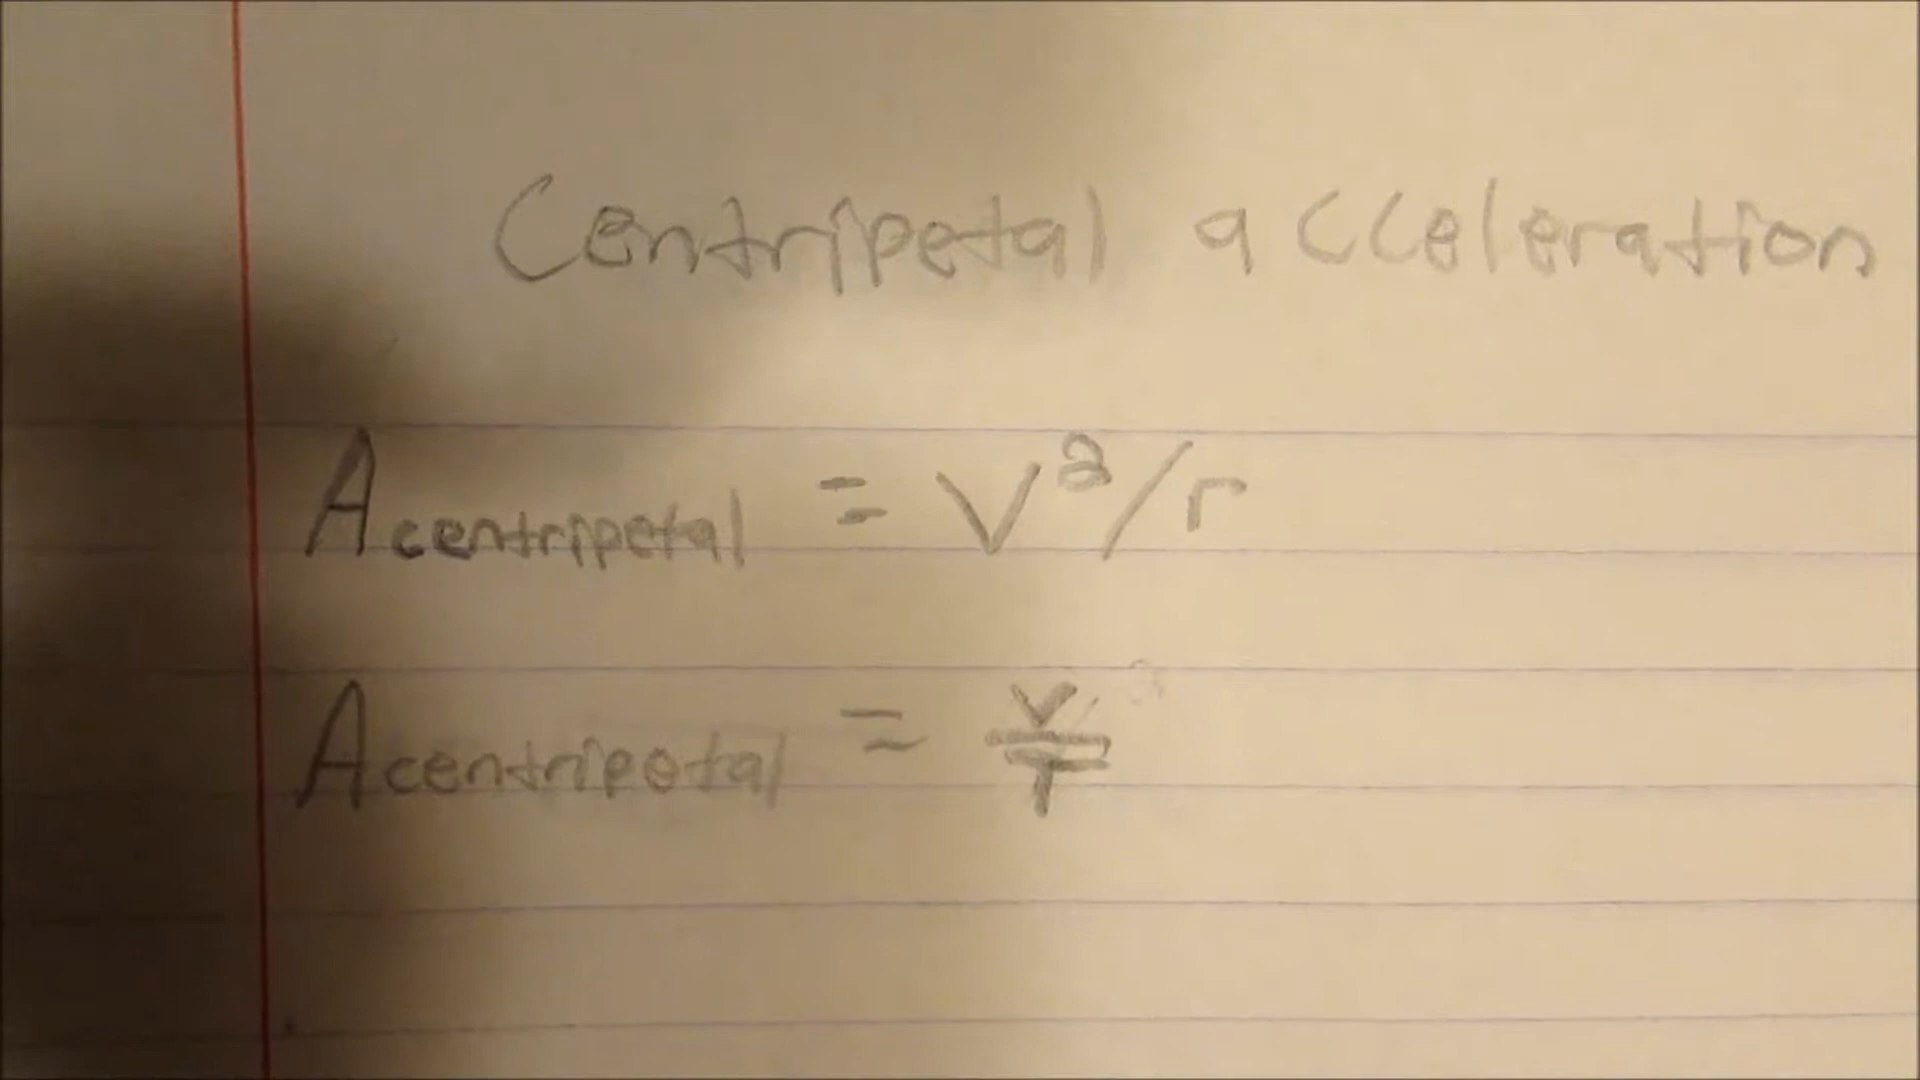 Centripetal acceleration
Acentripetal = V²/r
Acentripetal = V/T